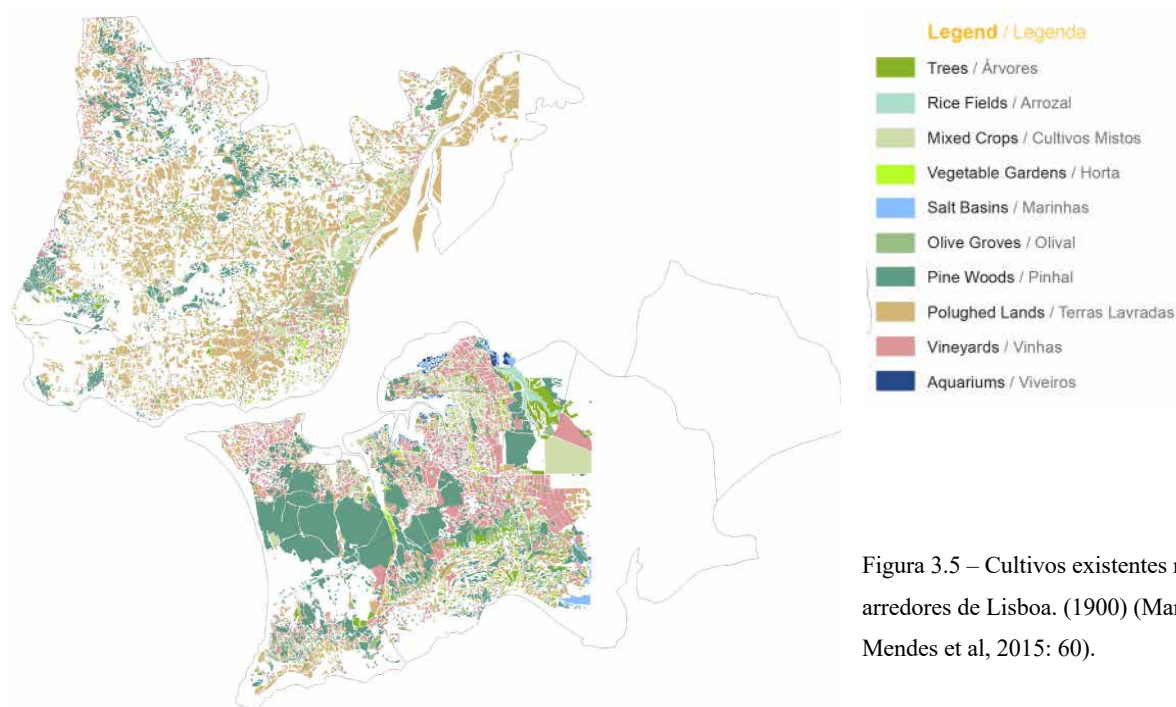 Legend / Legenda
Trees / Àrvores
Rice Fields / Arrozal
Mixed Crops / Cultivos Mistos
Vegetable Gardens / Horta
Salt Basins / Marinhas
Olive Groves / Olival
Pine Woods / Pinhal
Polughed Lands / Terras Lavradas
Vineyards / Vinhas
Aquariums / Viveiros
Figura 3.5 – Cultivos existentes
arredores de Lisboa. (1900)
Mendes et al, 2015: 60).